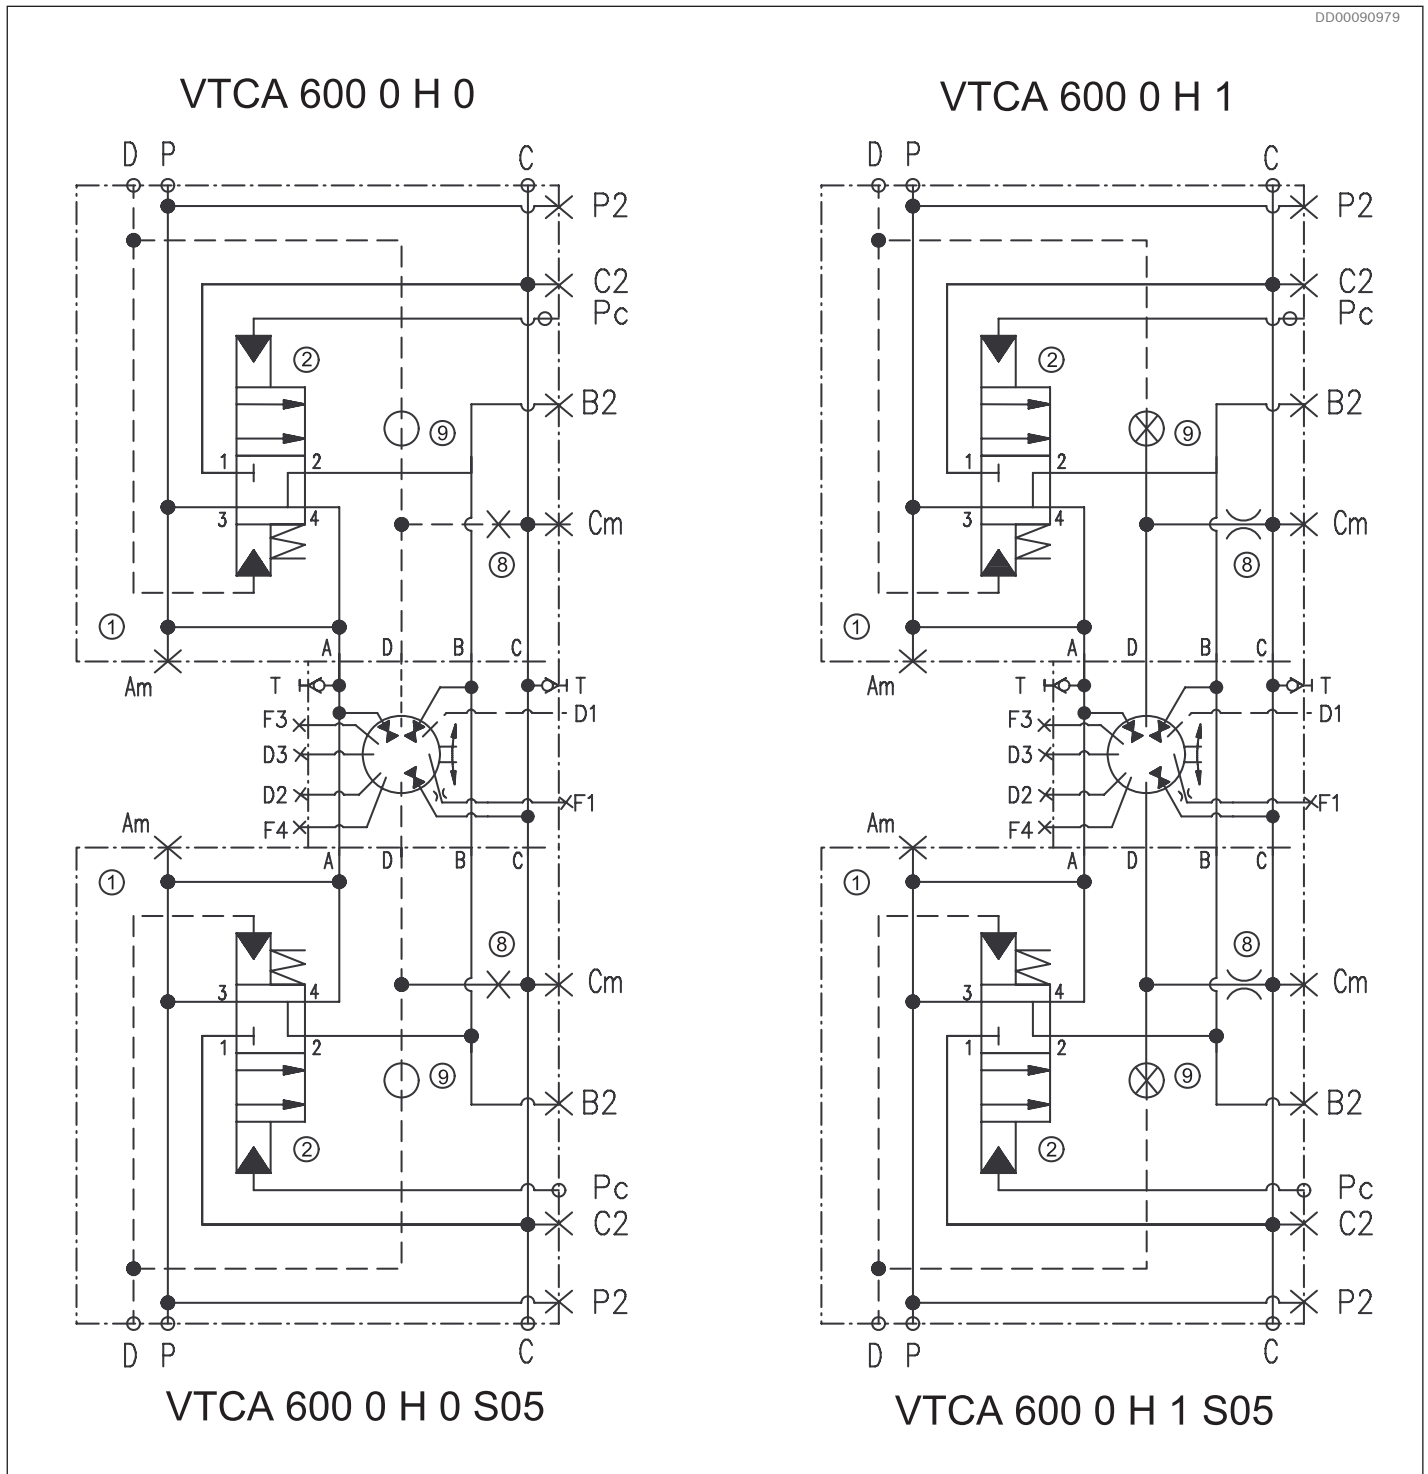 DD00090979
VTCA 600 0 H 0
VTCA 600 0 H 1
D P C
D P C
P2
P2
C2
C2
Pc
Pc
2
2
B2
B2
9
9
1 2
1 2
3 4
3 4
Cm
Cm
8
8
1
1
A D B C
A D B C
Am
Am
T T
T T
F3 D1
F3 D1
D3
D3
D2 F1
D2 F1
F4
F4
Am
Am
A D B C
A D B C
1
1
8
8
Cm
Cm
3 4
3 4
1 2
1 2
9
9
B2
B2
2
2
Pc
Pc
C2
C2
P2
P2
D P C
D P C
VTCA 600 0 H 0 S05
VTCA 600 0 H 1 S05